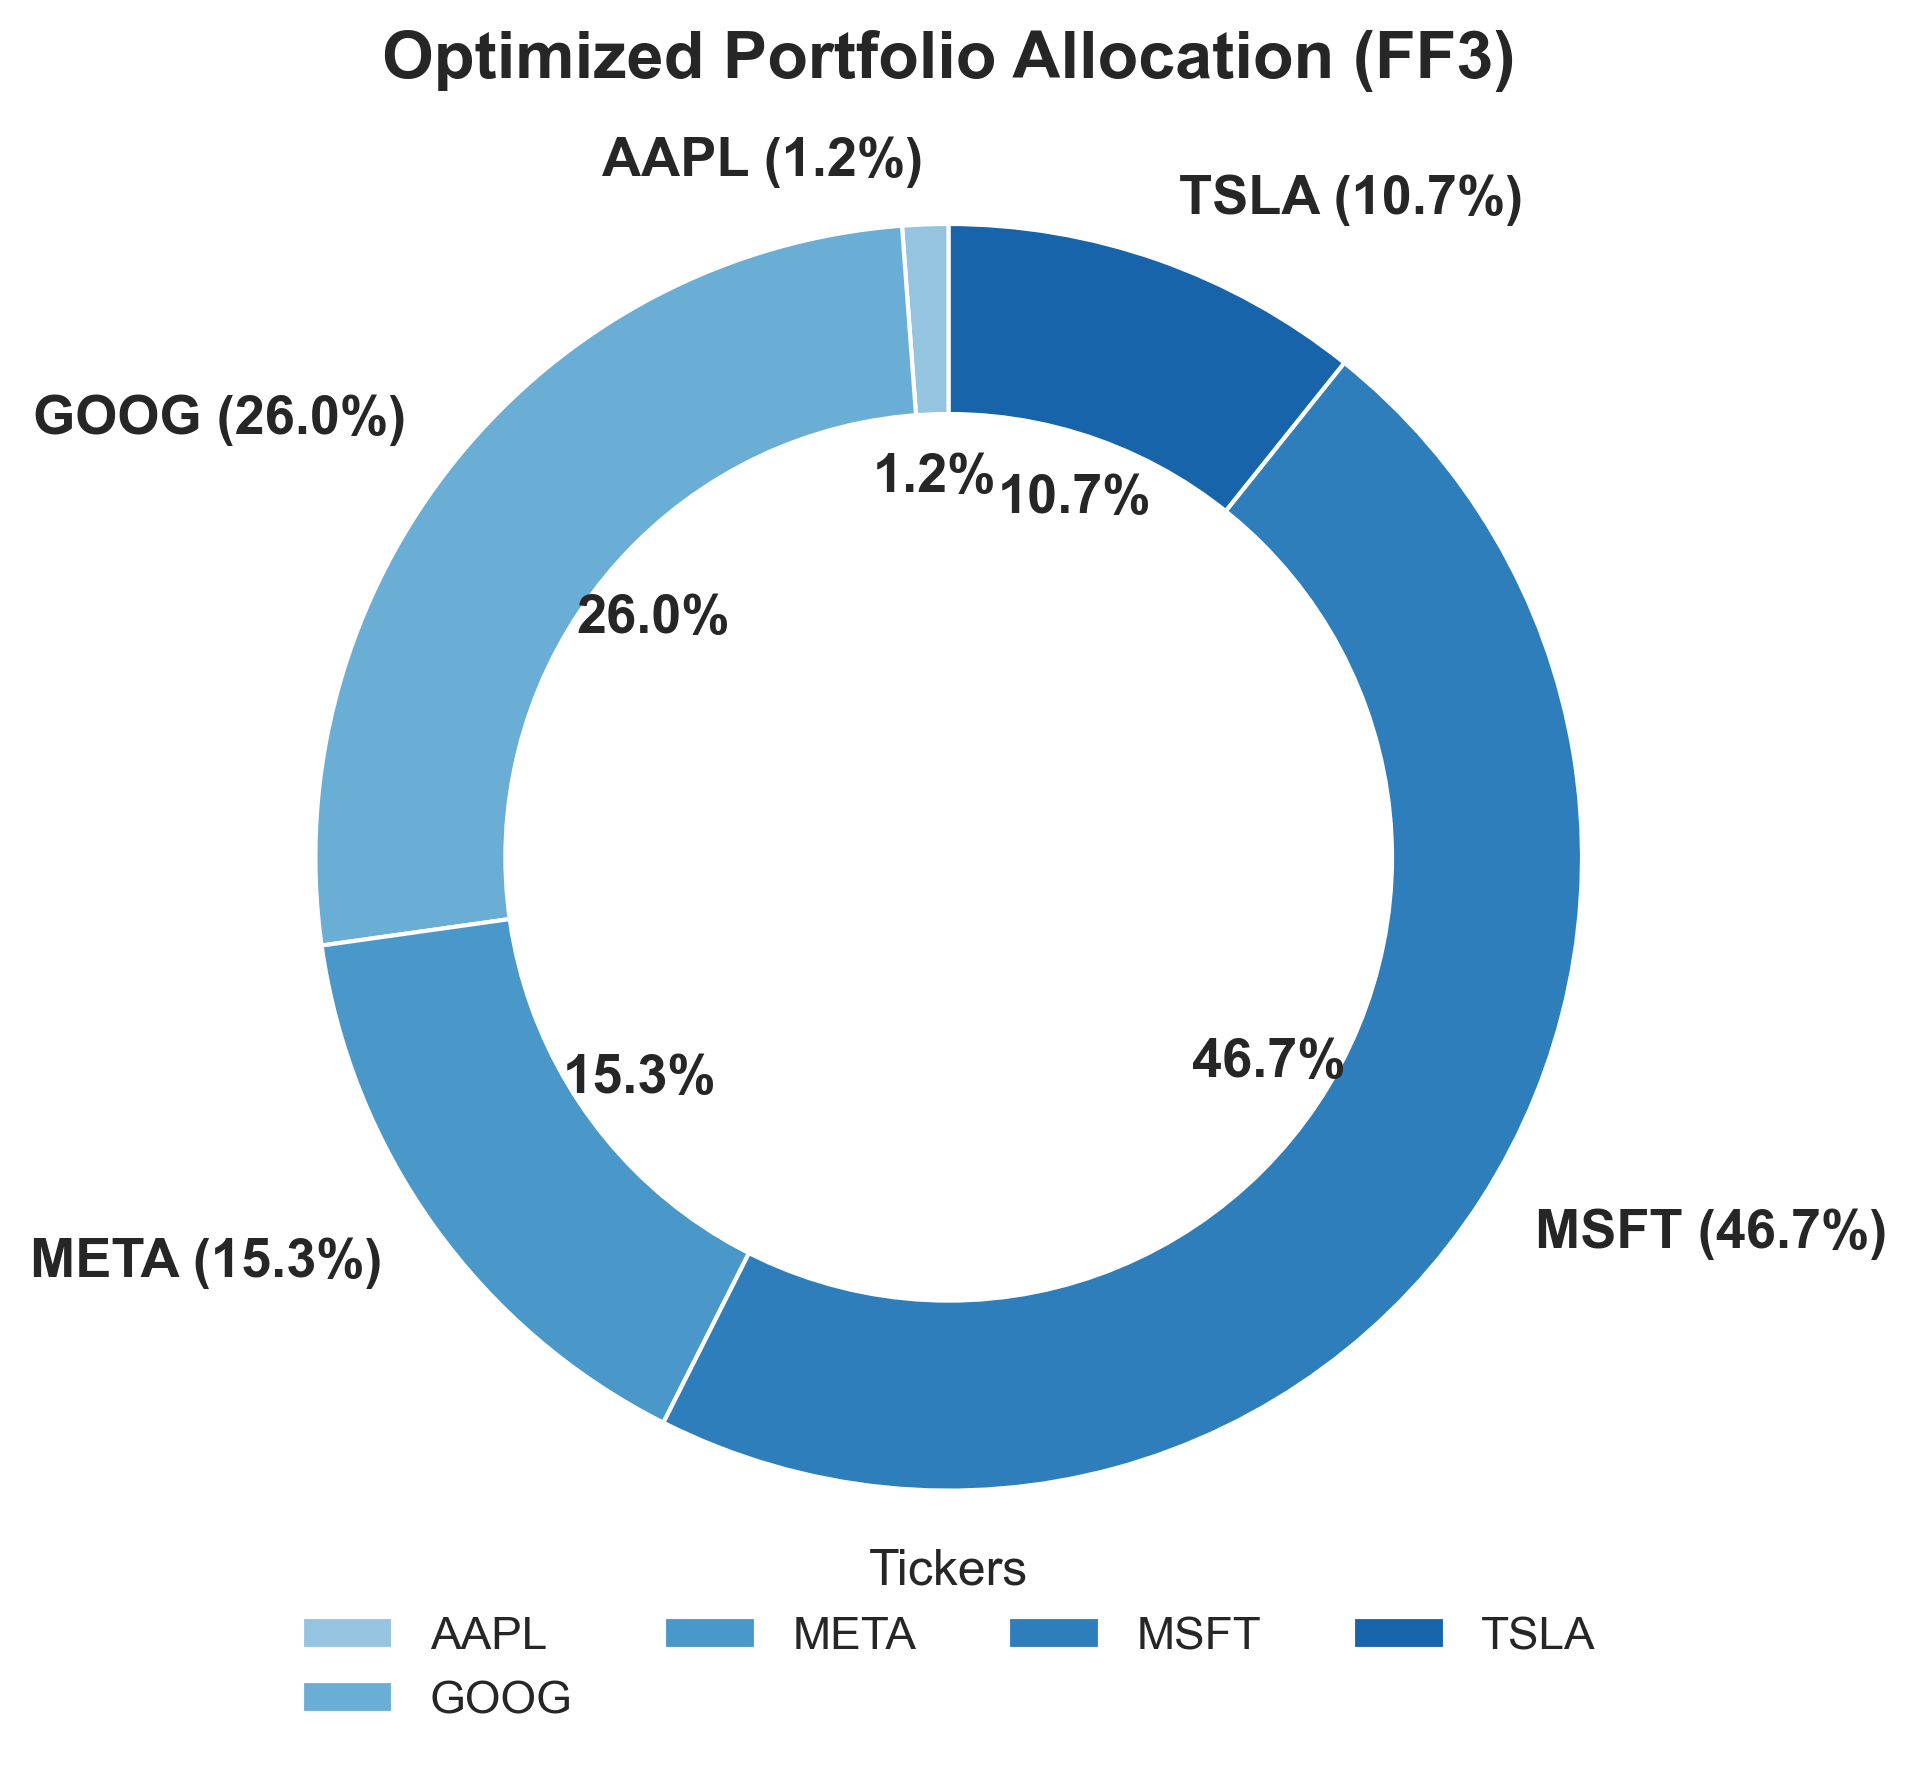 Optimized Portfolio Allocation (FF3)
AAPL (1.2%)
TSLA (10.7%)
GOOG (26.0%)
1.2%
10.7%
26.0%
46.7%
15.3%
MSFT (46.7%)
META (15.3%)
Tickers
AAPL META MSFT TSLA
GOOG